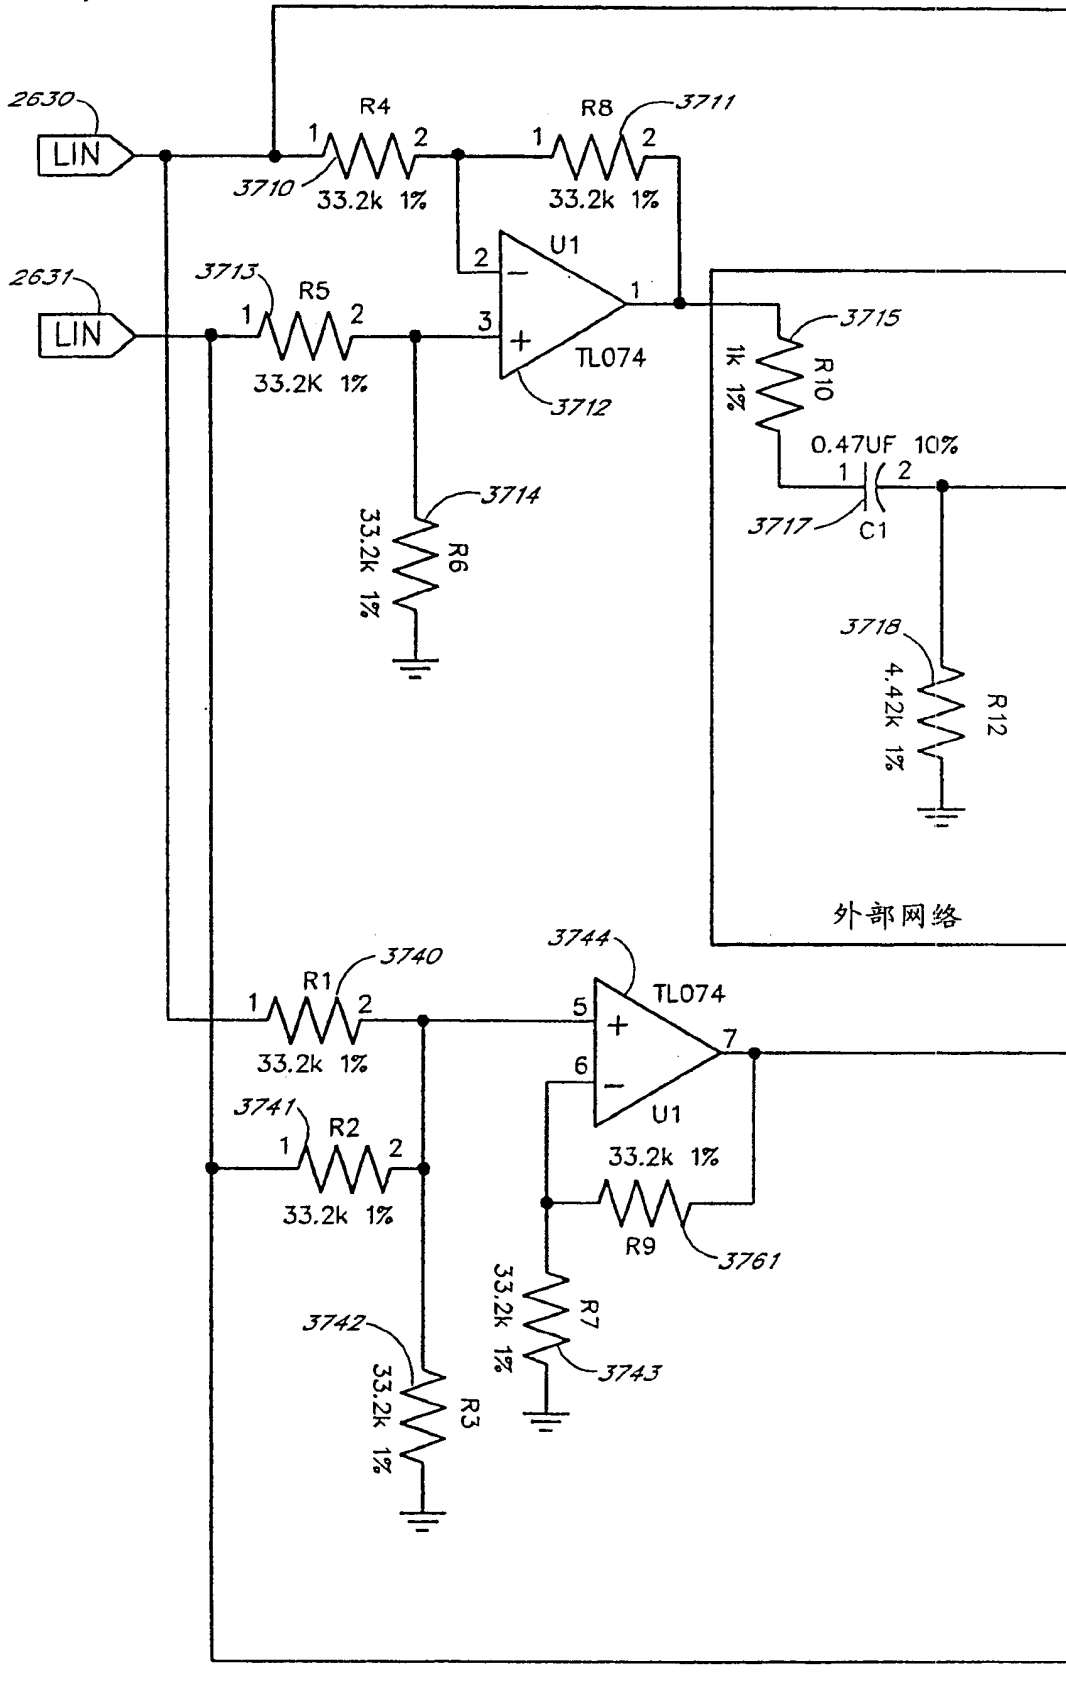 2630
LIN
1
R4
2
3710
33.2k 1%
1
R8
2
3711
33.2k 1%
U1
2
−
1
3
+
TL074
3712
2631
LIN
3713
1
R5
2
33.2K 1%
3715
R10
1k 1%
0.47UF 10%
1
2
3717
C1
3714
R6
33.2k 1%
3718
R12
4.42k 1%
外部网络
3744
TL074
5
+
7
6
−
U1
3740
1
R1
2
33.2k 1%
3741
1
R2
2
33.2k 1%
33.2k 1%
R9
3761
R7
33.2k 1%
3743
3742
R3
33.2k 1%